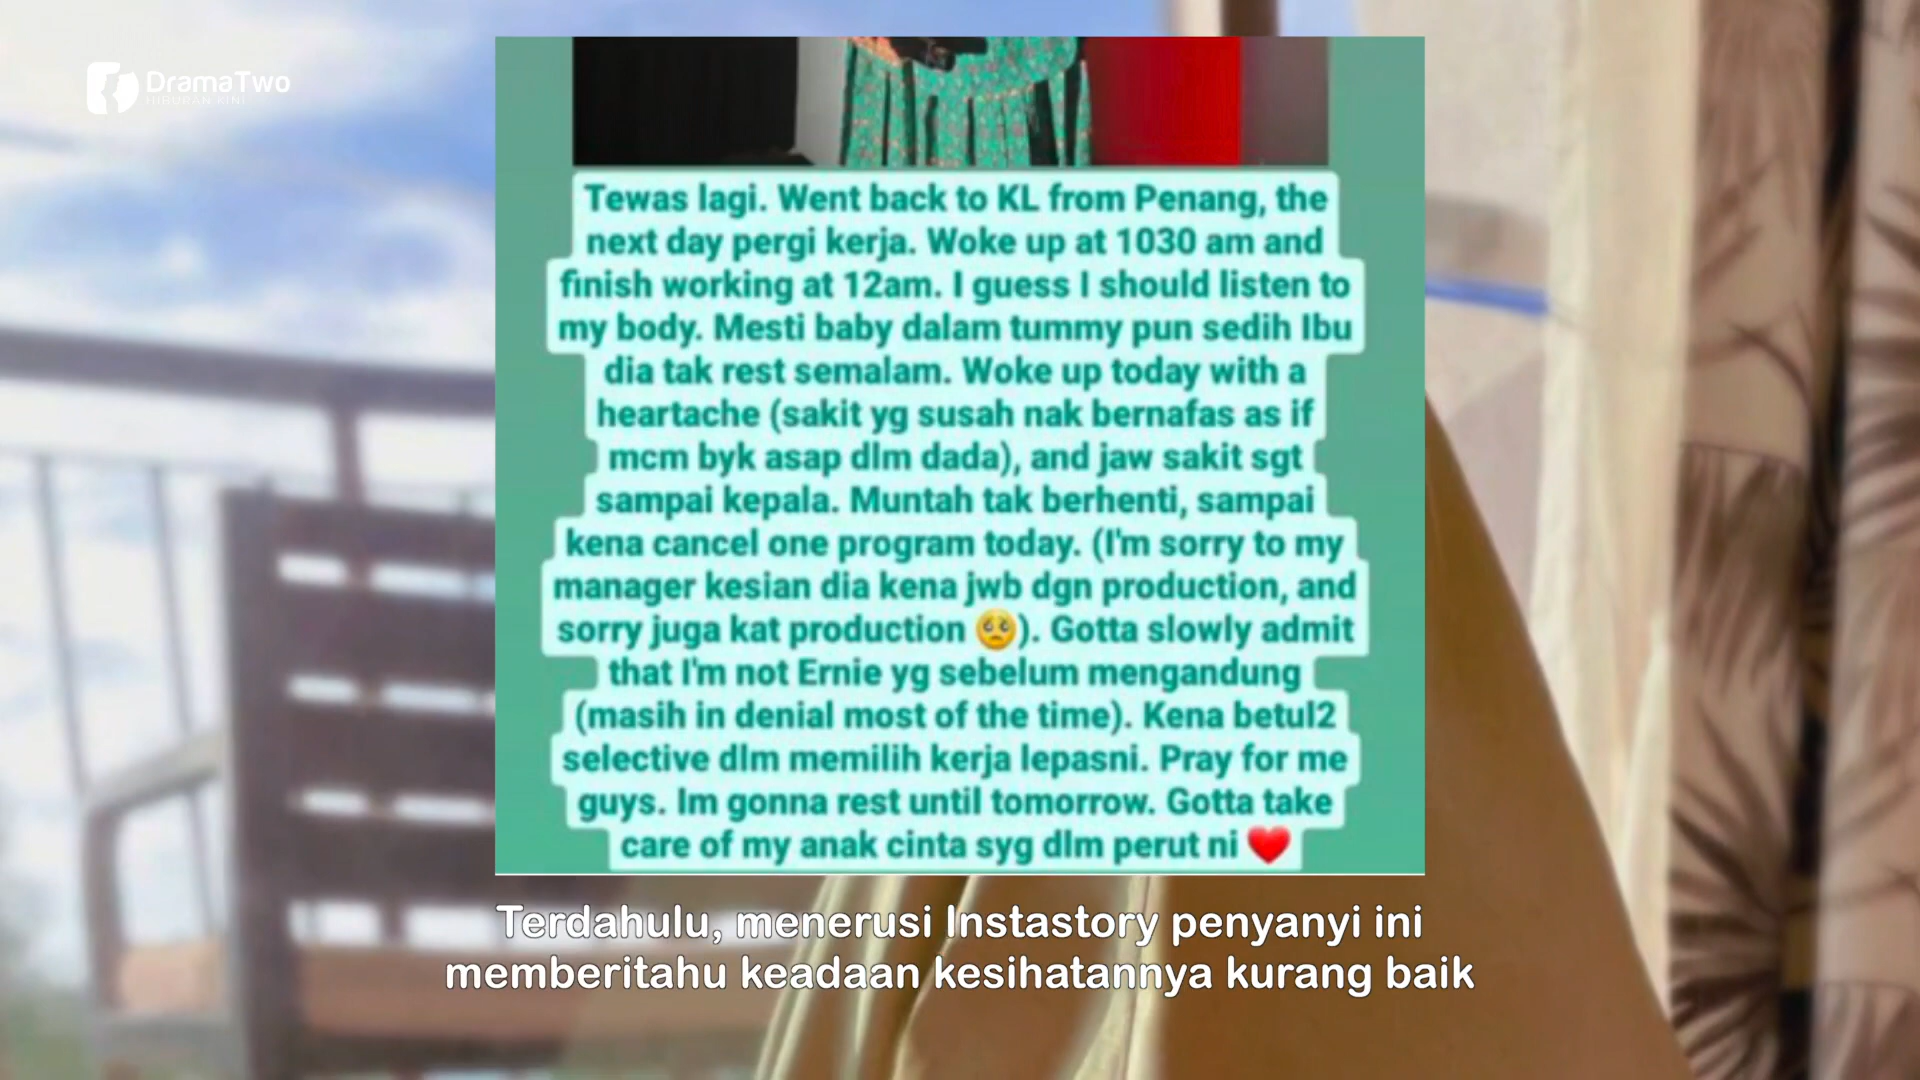 DramaTwo
HIBURAN KINI
Tewas lagi. Went back to KL from Penang, the
next day pergi kerja. Woke up at 1030 am and
finish working at 12am. I guess I should listen to
my body. Mesti baby dalam tummy pun sedih Ibu
dia tak rest semalam. Woke up today with a
heartache (sakit yg susah nak bernafas as if
mcm byk asap dlm dada), and jaw sakit sgt
sampai kepala. Muntah tak berhenti, sampai
kena cancel one program today. (I'm sorry to my
manager kesian dia kena jwb dgn production, and
sorry juga kat production 🥺). Gotta slowly admit
that I'm not Ernie yg sebelum mengandung
(masih in denial most of the time). Kena betul2
selective dlm memilih kerja lepasni. Pray for me
guys. Im gonna rest until tomorrow. Gotta take
care of my anak cinta syg dlm perut ni ❤️
Terdahulu, menerusi Instastory penyanyi ini
memberitahu keadaan kesihatannya kurang baik